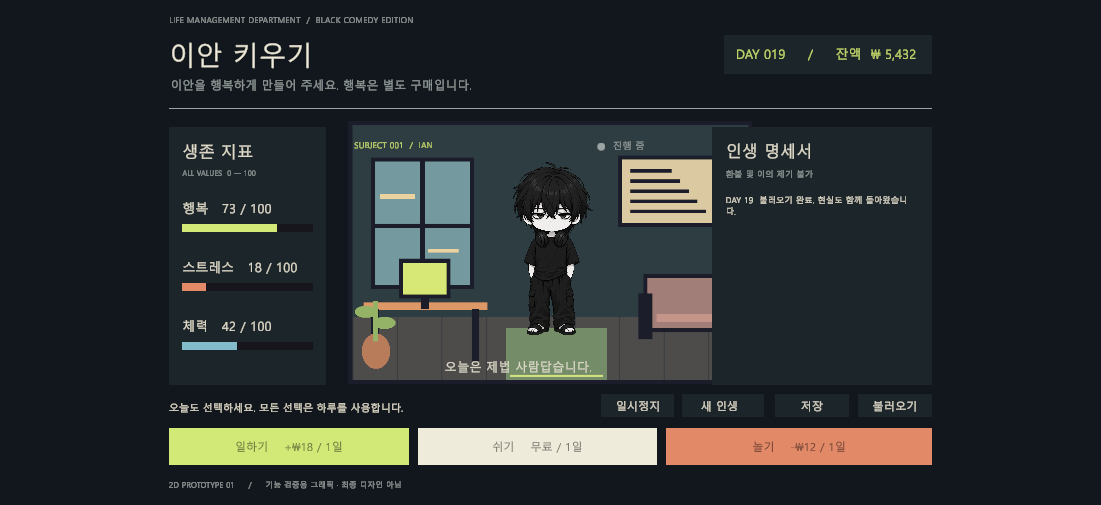 LIFE MANAGEMENT DEPARTMENT / BLACK COMEDY EDITION
이안 키우기
DAY 019 / 잔액 ₩ 5,432
이안을 행복하게 만들어 주세요. 행복은 별도 구매입니다.
생존 지표
ALL VALUES 0 — 100
행복 73 / 100
스트레스 18 / 100
체력 42 / 100
SUBJECT 001 / IAN
진행 중
오늘은 제법 사람답습니다.
인생 명세서
환불 및 이의 제기 불가
DAY 19 불러오기 완료. 현실도 함께 돌아왔습니
다.
오늘도 선택하세요. 모든 선택은 하루를 사용합니다.
일시정지
새 인생
저장
불러오기
일하기 +₩18 / 1일
쉬기 무료 / 1일
놀기 -₩12 / 1일
2D PROTOTYPE 01 / 기능 검증용 그래픽 · 최종 디자인 아님